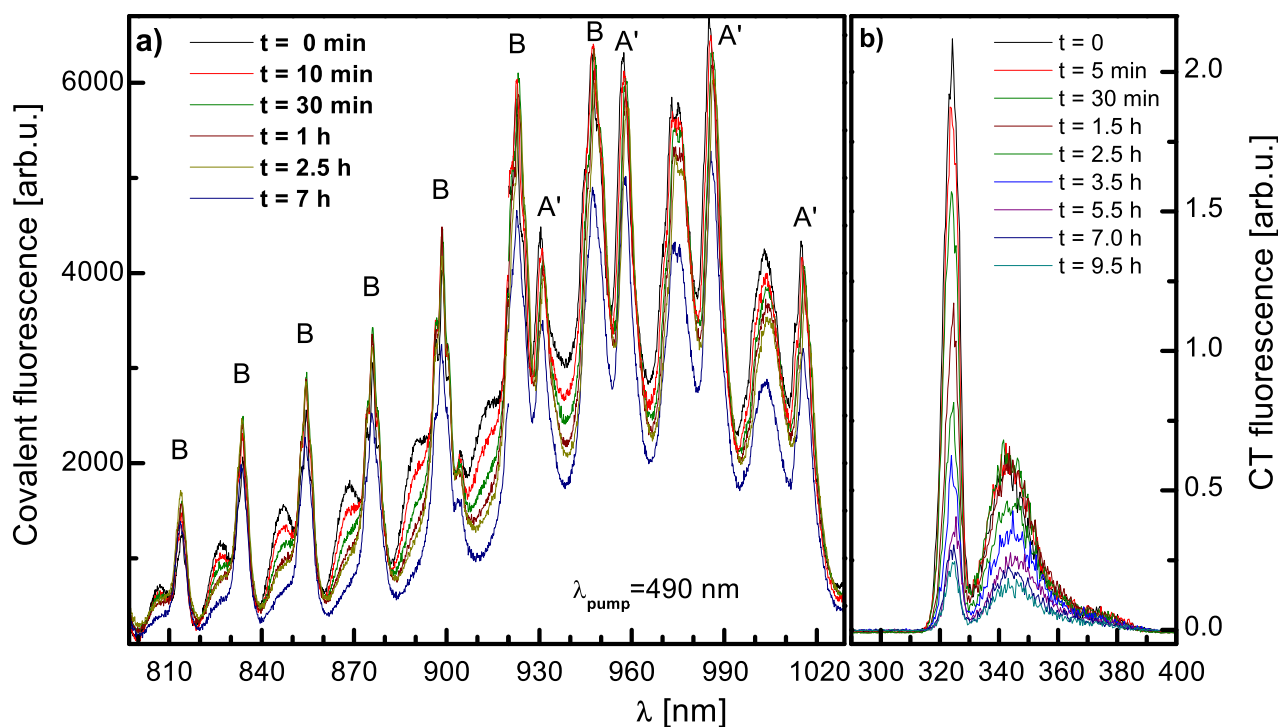 a)
t = 0 min
t = 10 min
t = 30 min
t = 1 h
t = 2.5 h
t = 7 h
B
B
B
B
B
B
A'
B
A'
A'
A'
λpump=490 nm
Covalent fluorescence [arb.u.]
6000
4000
2000
810
840
870
900
930
960
990
1020
b)
t = 0
t = 5 min
t = 30 min
t = 1.5 h
t = 2.5 h
t = 3.5 h
t = 5.5 h
t = 7.0 h
t = 9.5 h
2.0
1.5
1.0
0.5
0.0
CT fluorescence [arb.u.]
300
320
340
360
380
400
λ [nm]